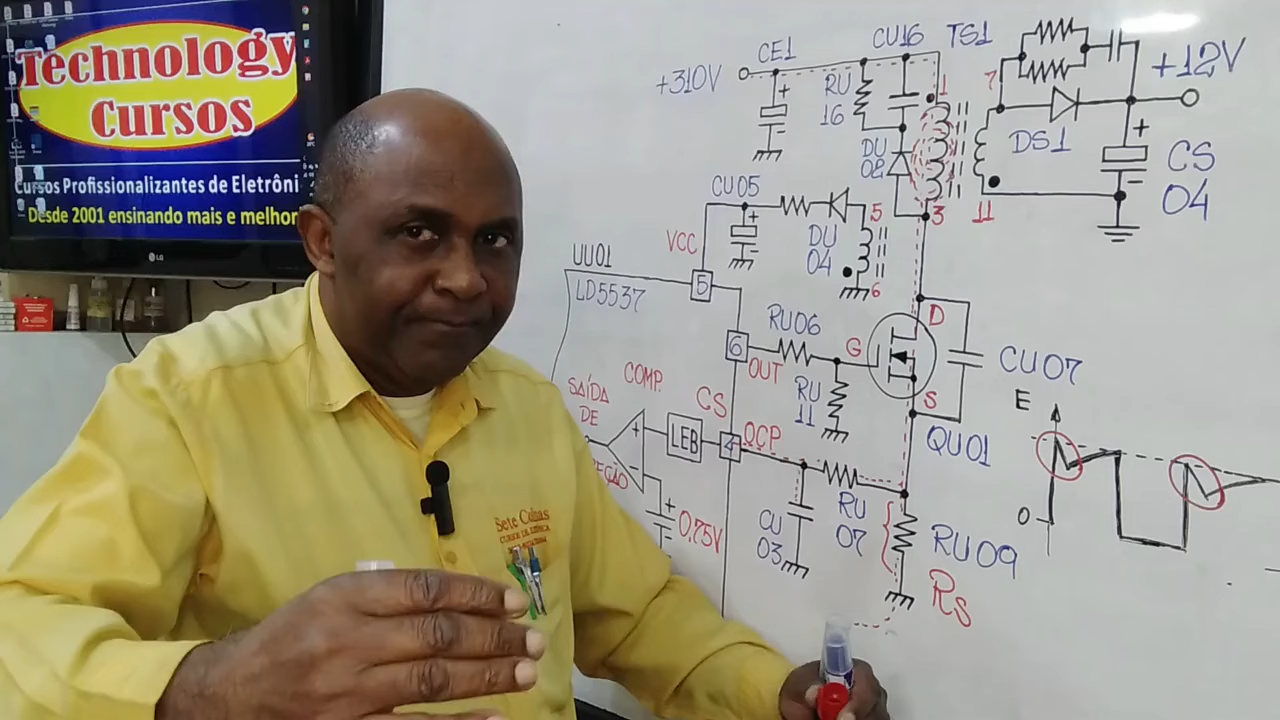 Technology
Cursos
Cursos Profissionalizantes de Eletrôni
Desde 2001 ensinando mais e melhor
LG
+310V
CE1
+
RU
16
CU16
DU
02
TS1
1
3
7
11
DS1
+12V
+
-
CS
04
CU05
+
-
DU
04
5
6
VCC
5
UU01
LD5537
6
OUT
RU06
G
D
S
RU
11
CU07
QU01
SAÍDA
DE
COMP.
CS
LEB
4
OCP
+
-
+
-
0,75V
CU
03
RU
07
RU09
Rs
E
0
Sete Colinas